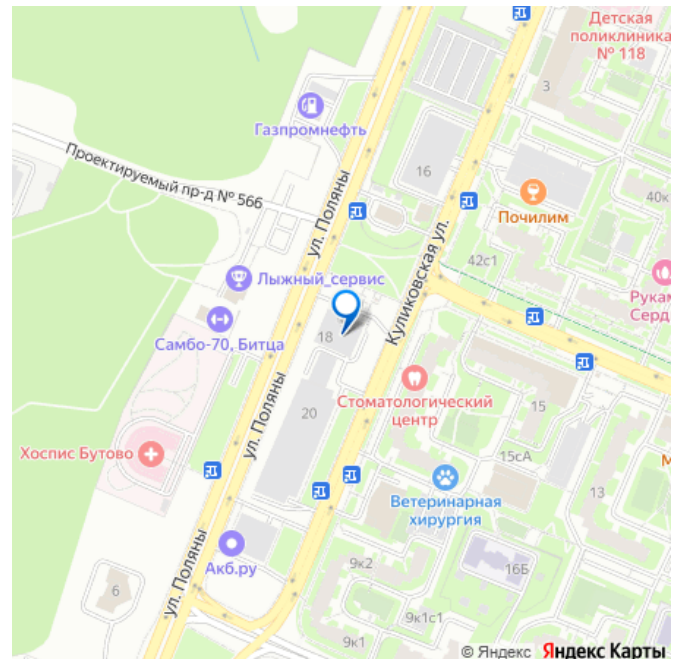 Детская
поликлиника
№ 118
3
Газпромнефть
Проектируемый пр-д № 566
16
ул. Поляны
Почилим
40к
Куликовская ул.
42с1
Лыжный_сервис
Рукам
Серд
18
Самбо-70, Битца
Стоматологический
центр
ул. Поляны
20
15
Хоспис Бутово
15сА
М
Ветеринарная
хирургия
13
ул. Поляны
Акб.ру
9к2
16Б
6
9к1с1
9к1
© Яндекс Яндекс Карты